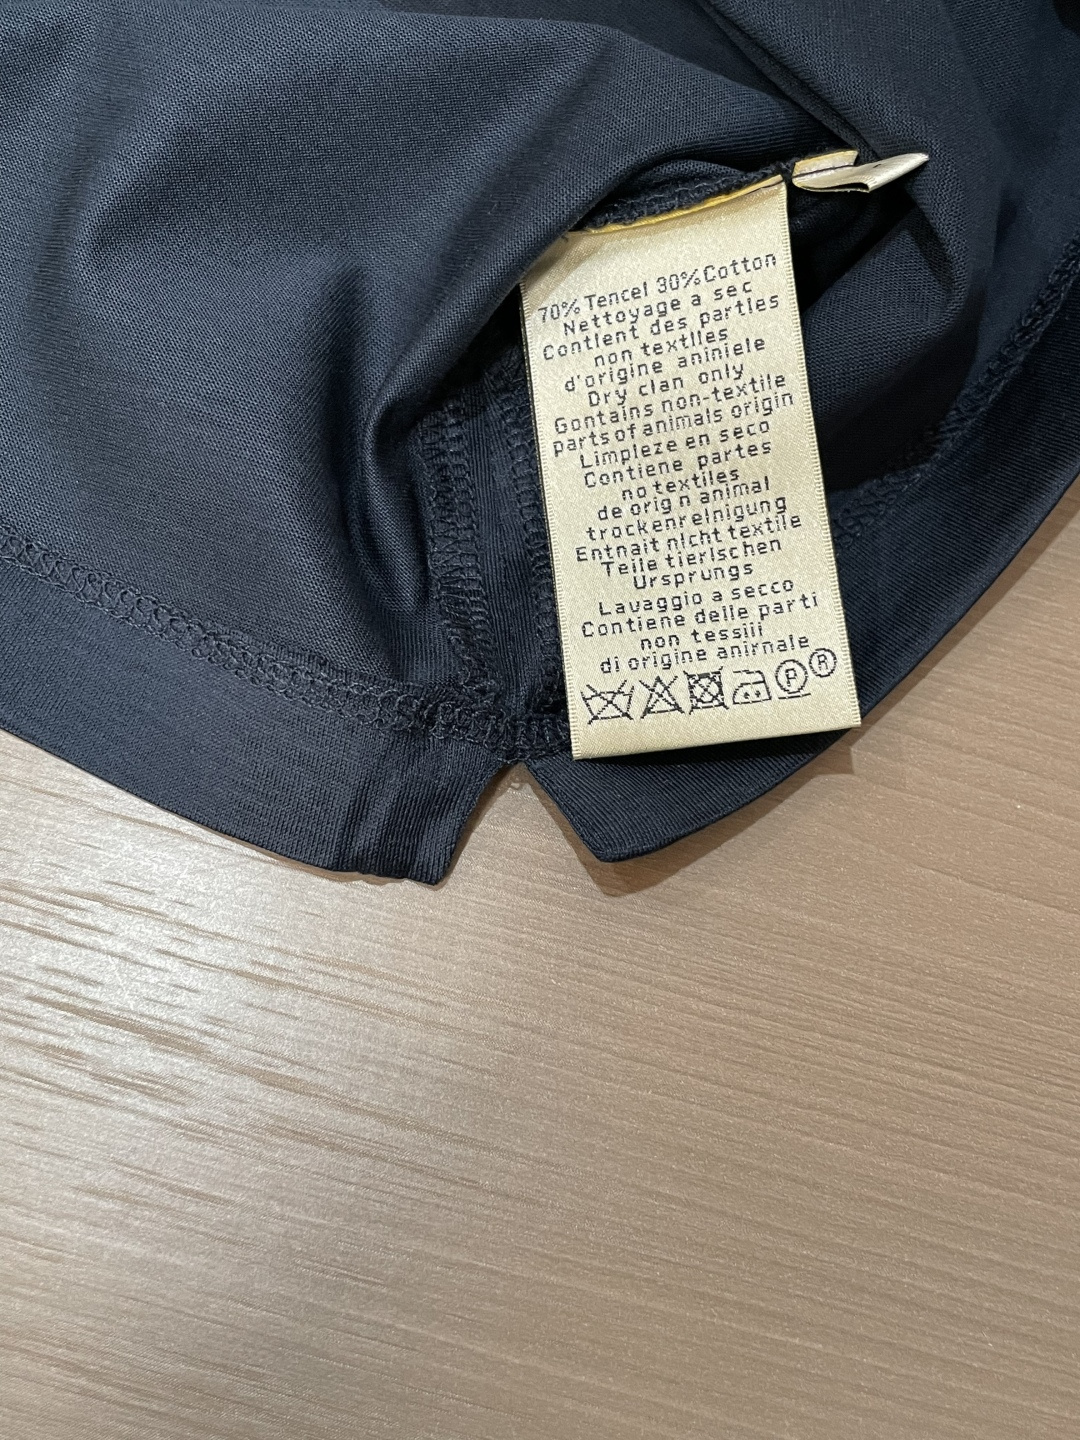 70% Tencel 30%Cotton
Nettoyage a sec
Contlent des partles
non textlles
d'origine aniniele
Dry clan only
Gontains non-textile
parts of animals origin
Limpleze en seco
Contiene partes
no textiles
de orig n animal
trockenrelnigung
Entnait nlcht textile
Teile tierlschen
Ursprungs
Lavaggio a secco
Contiene delle parti
non tessiii
di origine anirnale
P R